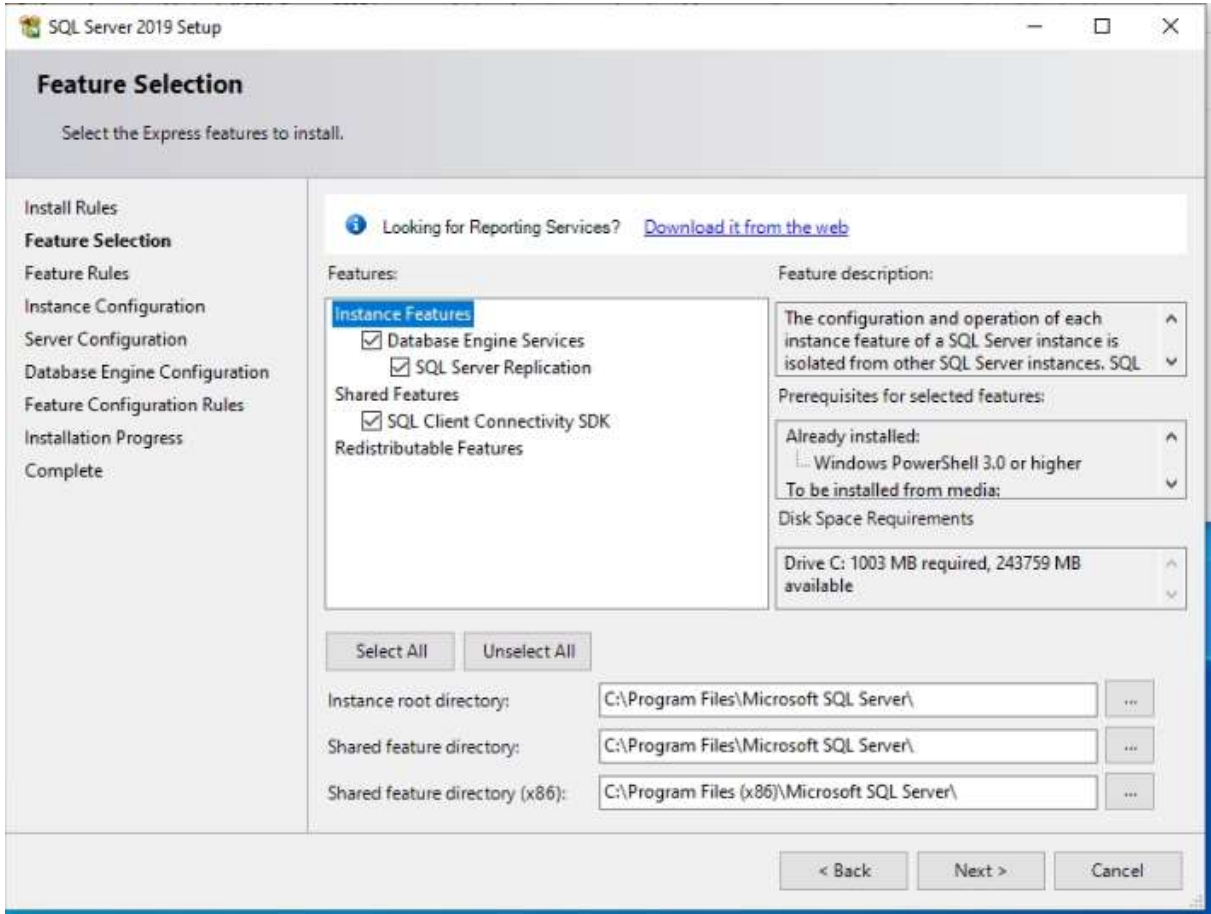 SQL Server 2019 Setup
Feature Selection
Select the Express features to install.
Install Rules
Feature Selection
Feature Rules
Instance Configuration
Server Configuration
Database Engine Configuration
Feature Configuration Rules
Installation Progress
Complete
Looking for Reporting Services? Download it from the web
Features:
Instance Features
Database Engine Services
SQL Server Replication
Shared Features
SQL Client Connectivity SDK
Redistributable Features
Feature description:
The configuration and operation of each
instance feature of a SQL Server instance is
isolated from other SQL Server instances. SQL
Prerequisites for selected features:
Already installed:
Windows PowerShell 3.0 or higher
To be installed from media:
Disk Space Requirements
Drive C: 1003 MB required, 243759 MB
available
Select All Unselect All
Instance root directory: C:\Program Files\Microsoft SQL Server\ ...
Shared feature directory: C:\Program Files\Microsoft SQL Server\ ...
Shared feature directory (x86): C:\Program Files (x86)\Microsoft SQL Server\ ...
< Back Next > Cancel